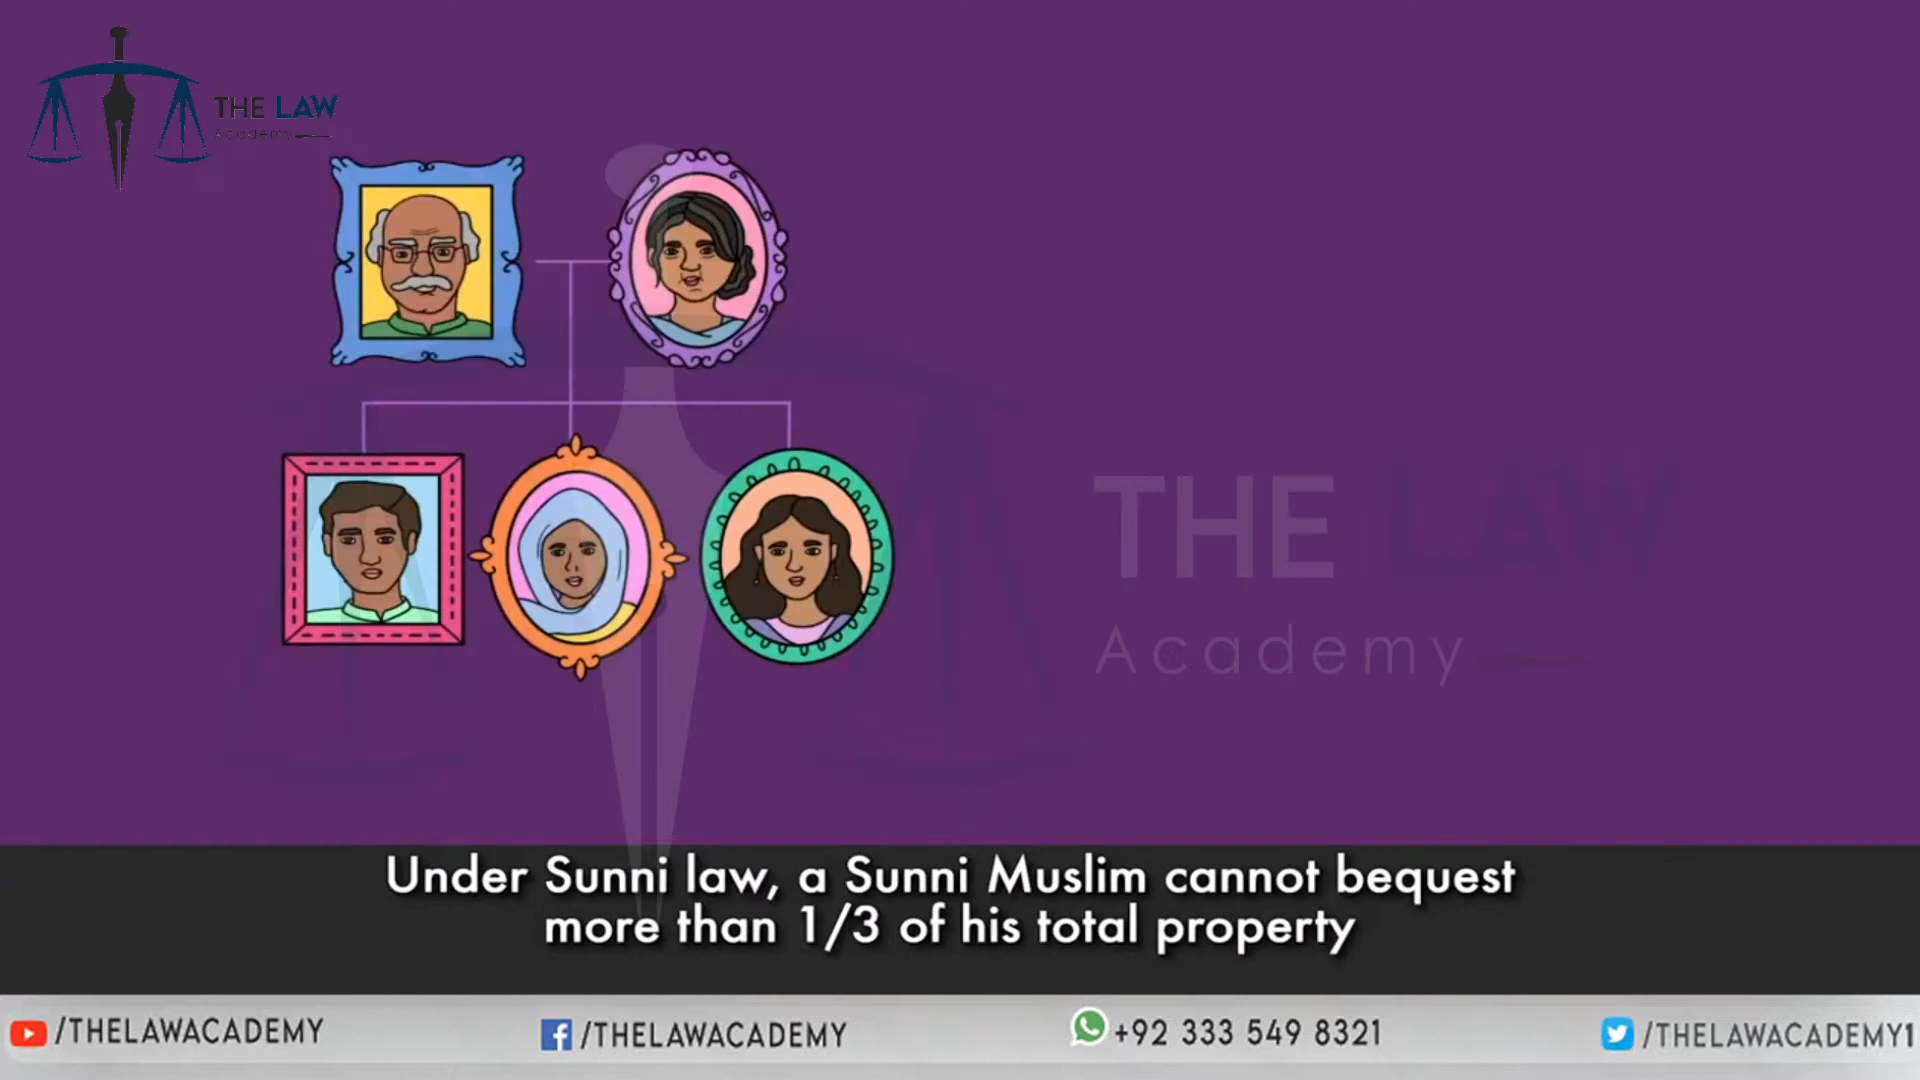 THE LAW
Academy
THE LAW
Academy
Under Sunni law, a Sunni Muslim cannot bequest
more than 1/3 of his total property
/THELAWACADEMY
/THELAWACADEMY
+92 333 549 8321
/THELAWACADEMY1